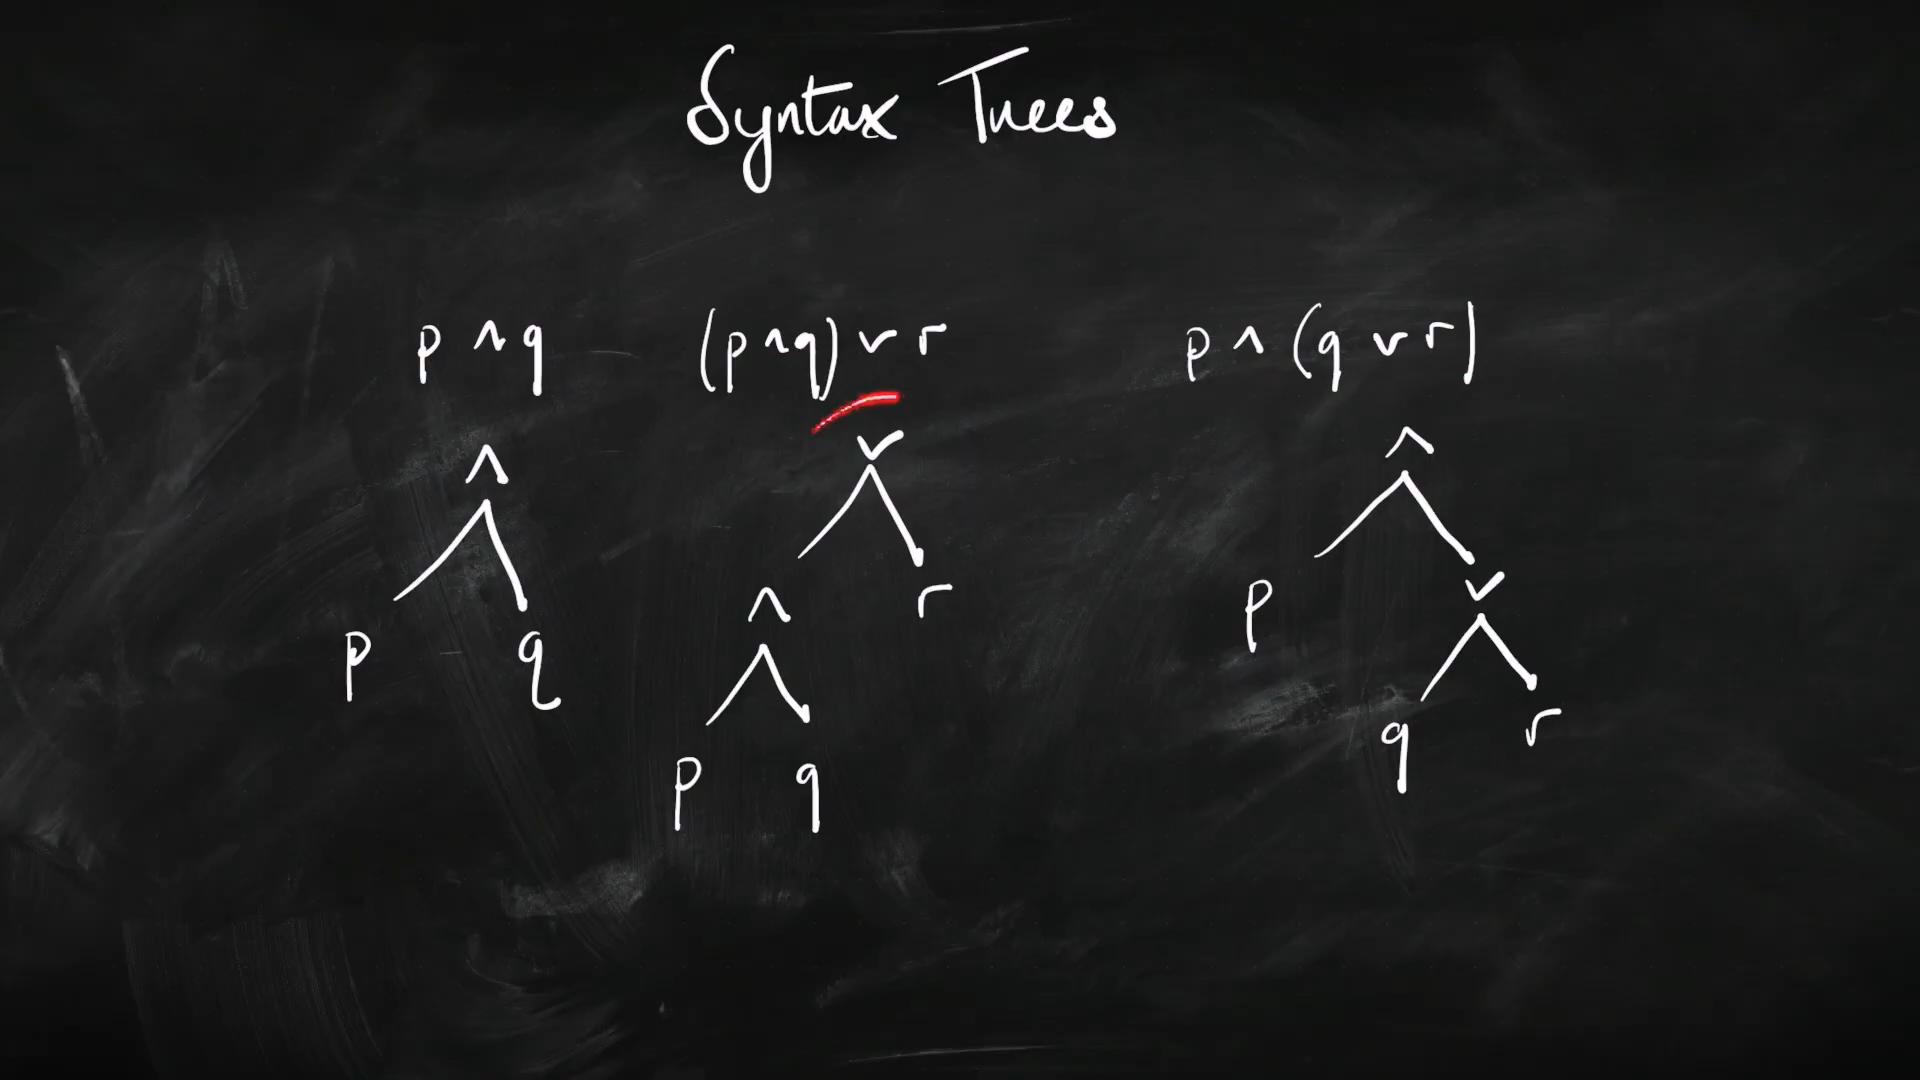 Syntax Trees
p ∧ q
(p ∧ q) ∨ r
p ∧ (q ∨ r)
∧
p q
∨
∧ r
p q
∧
p ∨
q r